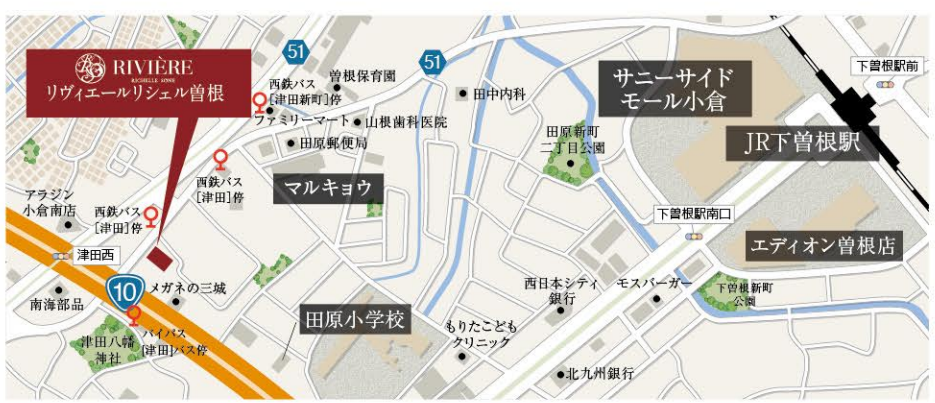 RIVIÈRE
RICHELLE SONE
リヴィエールリシェル曽根
51
51
西鉄バス
[津田新町]停
曽根保育園
ファミリーマート
山根歯科医院
田原郵便局
田中内科
サニーサイド
モール小倉
下曽根駅前
JR下曽根駅
田原新町
二丁目公園
西鉄バス
[津田]停
マルキョウ
アラジン
小倉南店
西鉄バス
[津田]停
下曽根駅南口
エディオン曽根店
津田西
10
メガネの三城
南海部品
バイパス
[津田]バス停
津田八幡
神社
田原小学校
西日本シティ
銀行
モスバーガー
下曽根新町
公園
もりたこども
クリニック
北九州銀行